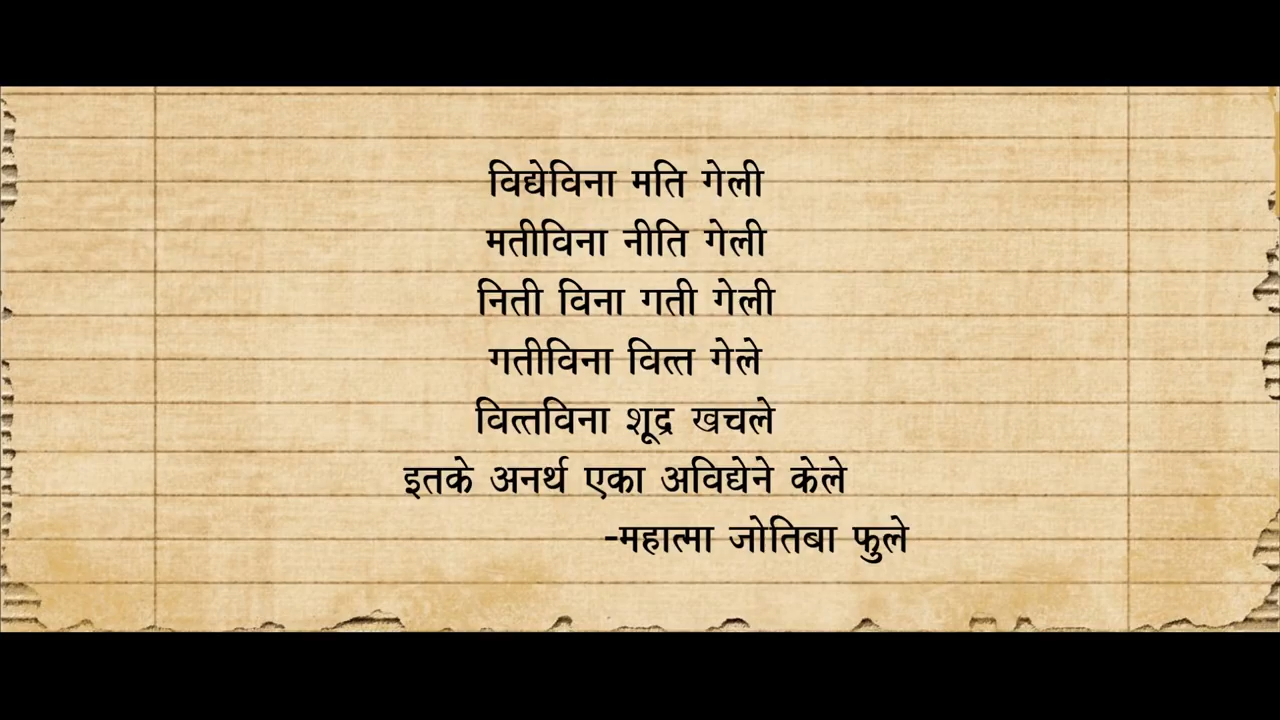 विद्येविना मति गेली
मतीविना नीति गेली
निती विना गती गेली
गतीविना वित्त गेले
वित्तविना शूद्र खचले
इतके अनर्थ एका अविद्येने केले
-महात्मा जोतिबा फुले